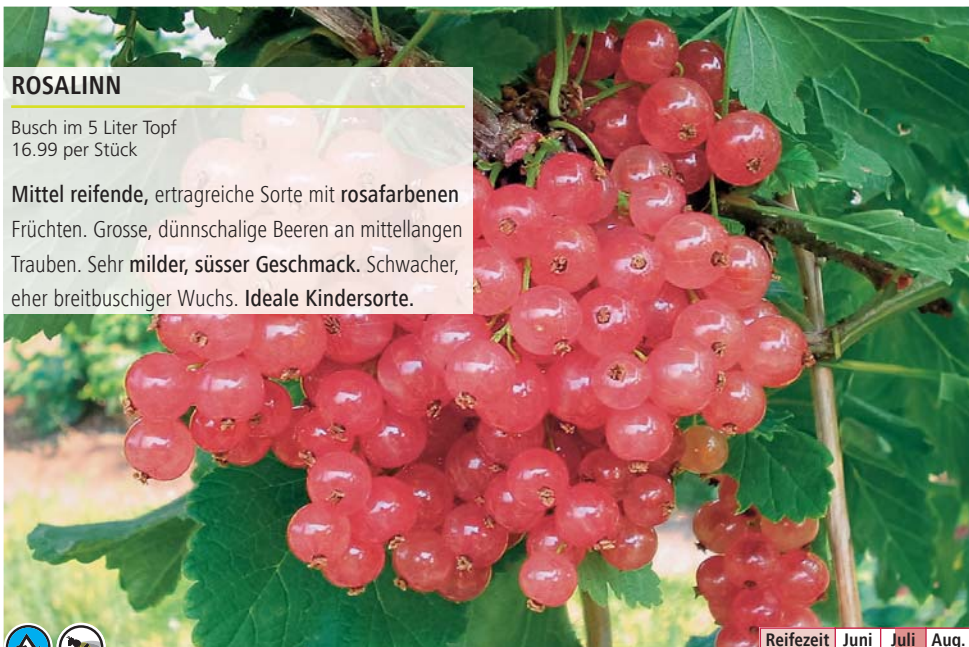 ROSALINN
Busch im 5 Liter Topf
16.99 per Stück
Mittel reifende, ertragreiche Sorte mit rosafarbenen
Früchten. Grosse, dünnschalige Beeren an mittellangen
Trauben. Sehr milder, süsser Geschmack. Schwacher,
eher breitbuschiger Wuchs. Ideale Kindersorte.
Reifezeit Juni Juli Aug.